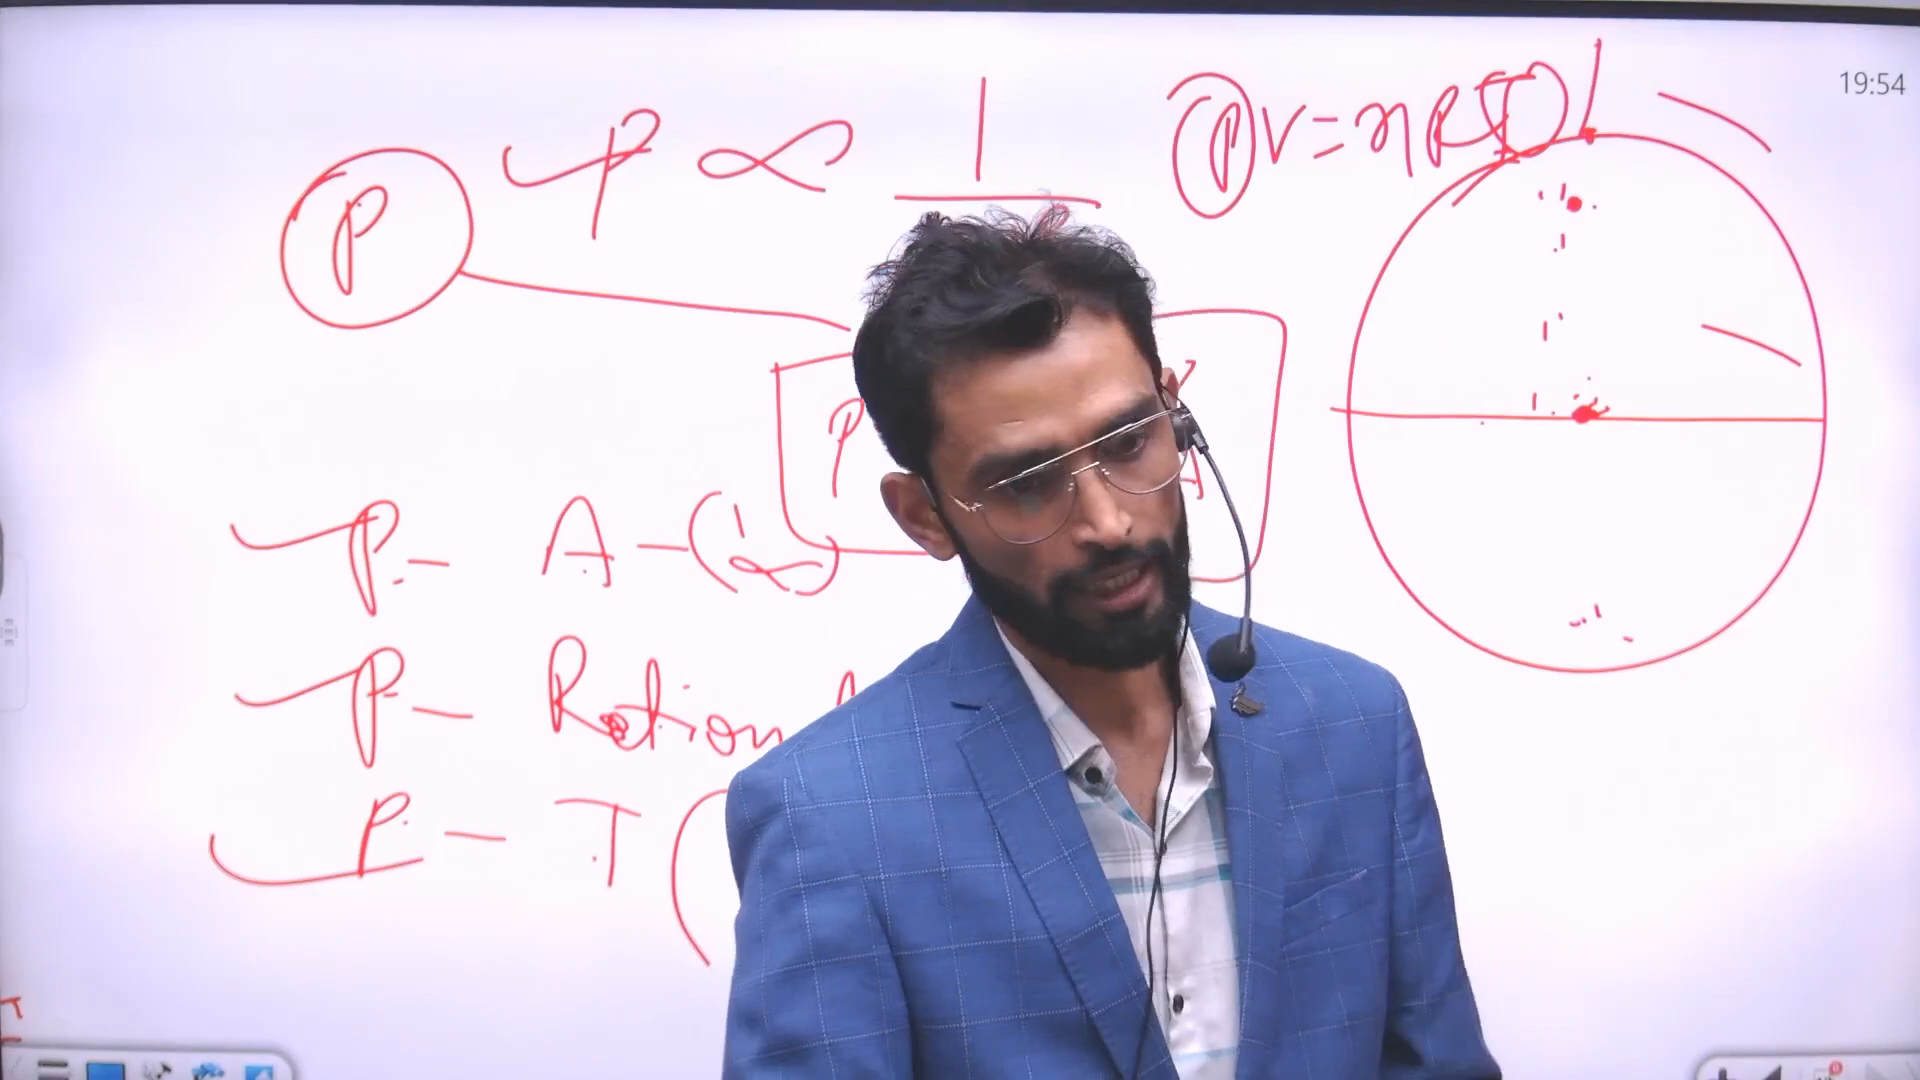 19:54
P P ∝ 1
PV = nRT
P
P - A - (1/∝)
P - Rotion
P - T (